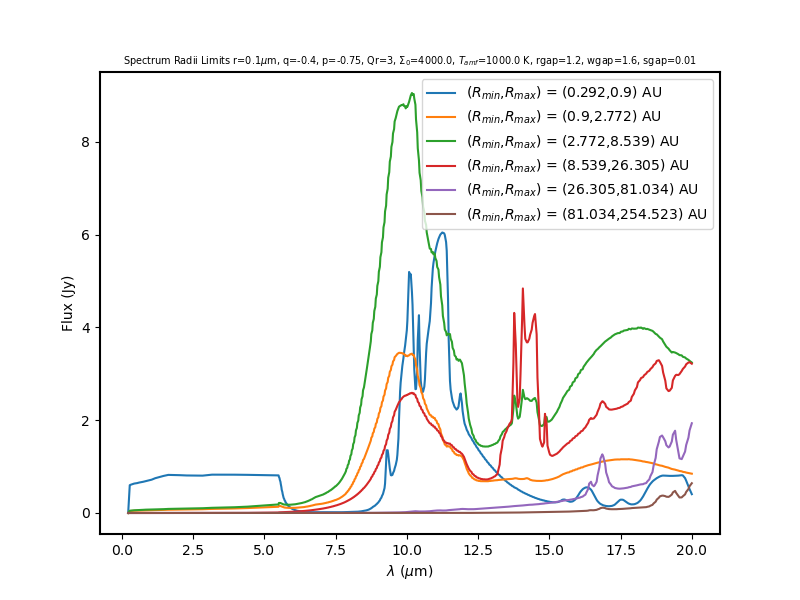 Spectrum Radii Limits r=0.1μm, q=-0.4, p=-0.75, Qr=3, Σ₀=4000.0, T_amf=1000.0 K, rgap=1.2, wgap=1.6, sgap=0.01
(R_min,R_max) = (0.292,0.9) AU
(R_min,R_max) = (0.9,2.772) AU
(R_min,R_max) = (2.772,8.539) AU
(R_min,R_max) = (8.539,26.305) AU
(R_min,R_max) = (26.305,81.034) AU
(R_min,R_max) = (81.034,254.523) AU
Flux (Jy)
8
6
4
2
0
0.0 2.5 5.0 7.5 10.0 12.5 15.0 17.5 20.0
λ (μm)